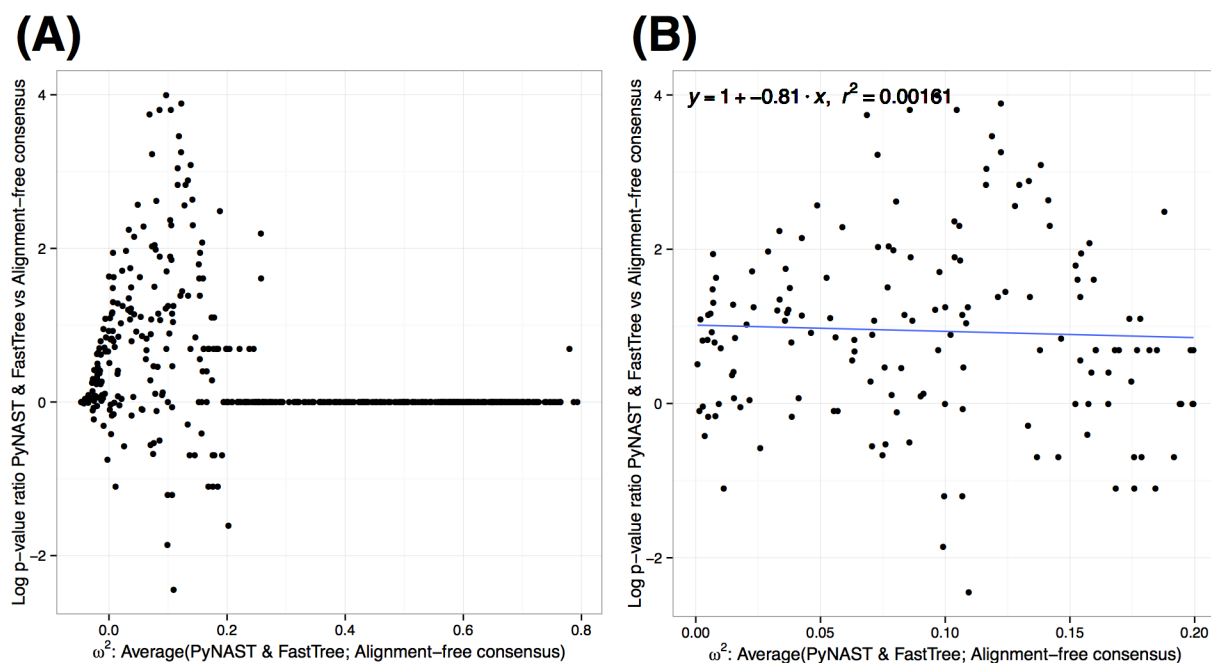 (A)
(B)
Log p-value ratio PyNAST & FastTree vs Alignment-free consensus
4
2
0
−2
0.0
0.2
0.4
0.6
0.8
ω²: Average(PyNAST & FastTree; Alignment-free consensus)
Log p-value ratio PyNAST & FastTree vs Alignment-free consensus
y = 1 + −0.81 · x, r² = 0.00161
4
2
0
−2
0.00
0.05
0.10
0.15
0.20
ω²: Average(PyNAST & FastTree; Alignment-free consensus)